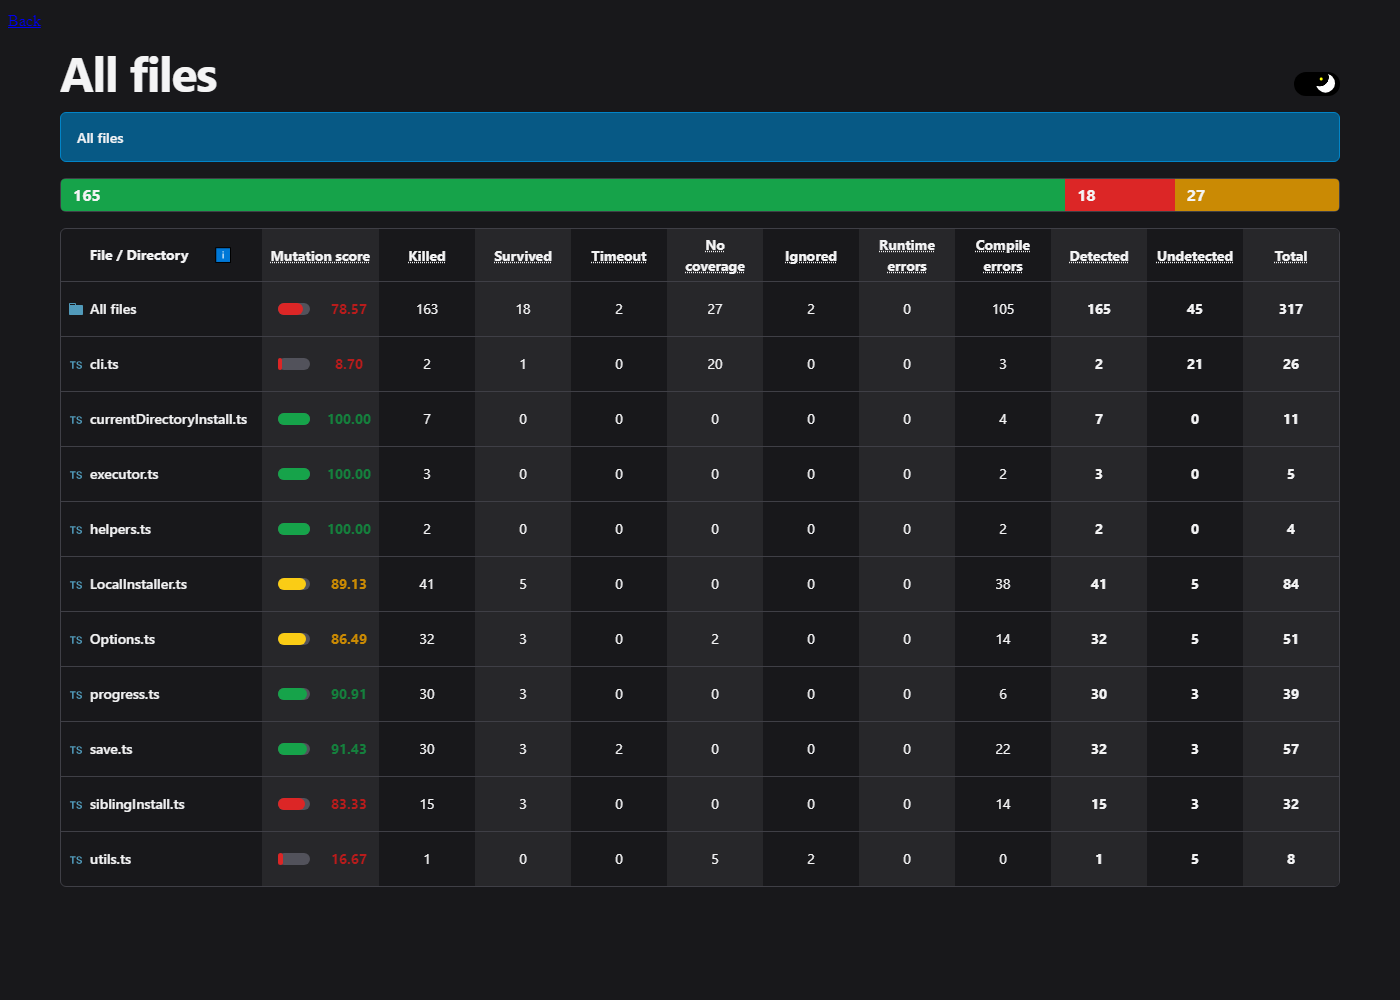 Back
All files
All files
165 18 27
File / Directory i Mutation score Killed Survived Timeout No coverage Ignored Runtime errors Compile errors Detected Undetected Total
All files 78.57 163 18 2 27 2 0 105 165 45 317
TS cli.ts 8.70 2 1 0 20 0 0 3 2 21 26
TS currentDirectoryInstall.ts 100.00 7 0 0 0 0 0 4 7 0 11
TS executor.ts 100.00 3 0 0 0 0 0 2 3 0 5
TS helpers.ts 100.00 2 0 0 0 0 0 2 2 0 4
TS LocalInstaller.ts 89.13 41 5 0 0 0 0 38 41 5 84
TS Options.ts 86.49 32 3 0 2 0 0 14 32 5 51
TS progress.ts 90.91 30 3 0 0 0 0 6 30 3 39
TS save.ts 91.43 30 3 2 0 0 0 22 32 3 57
TS siblingInstall.ts 83.33 15 3 0 0 0 0 14 15 3 32
TS utils.ts 16.67 1 0 0 5 2 0 0 1 5 8